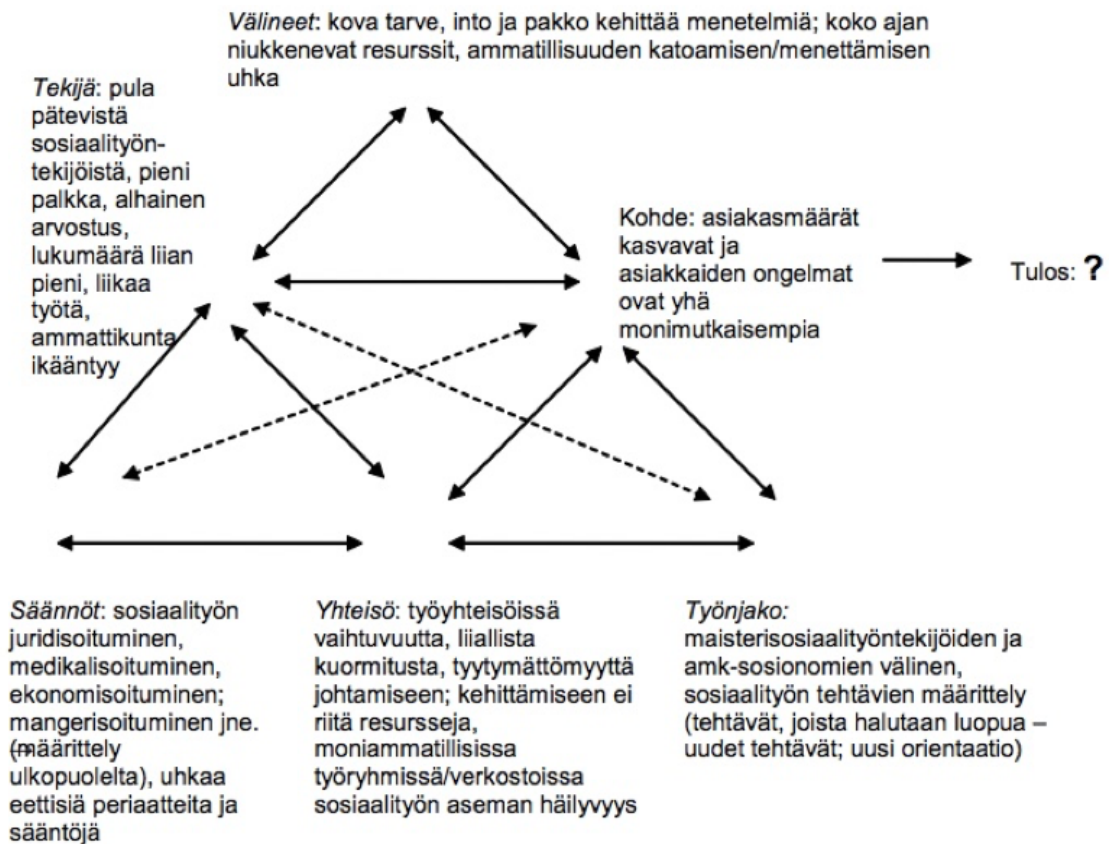 Välineet: kova tarve, into ja pakko kehittää menetelmiä; koko ajan
niukkenevat resurssit, ammatillisuuden katoamisen/menettämisen
uhka
Tekijä: pula
pätevistä
sosiaalityön-
tekijöistä, pieni
palkka, alhainen
arvostus,
lukumäärä liian
pieni, liikaa
työtä,
ammattikunta
ikääntyy
Kohde: asiakasmäärät
kasvavat ja
asiakkaiden ongelmat
ovat yhä
monimutkaisempia
Tulos: ?
Säännöt: sosiaalityön
juridisoituminen,
medikalisoituminen,
ekonomisoituminen;
mangerisoituminen jne.
(määrittely
ulkopuolelta), uhkaa
eettisiä periaatteita ja
sääntöjä
Yhteisö: työyhteisöissä
vaihtuvuutta, liiallista
kuormitusta, tyytymättömyyttä
johtamiseen; kehittämiseen ei
riitä resursseja,
moniammatillisissa
työryhmissä/verkostoissa
sosiaalityön aseman häilyvyys
Työnjako:
maisterisosiaalityöntekijöiden ja
amk-sosionomien välinen,
sosiaalityön tehtävien määrittely
(tehtävät, joista halutaan luopua –
uudet tehtävät; uusi orientaatio)